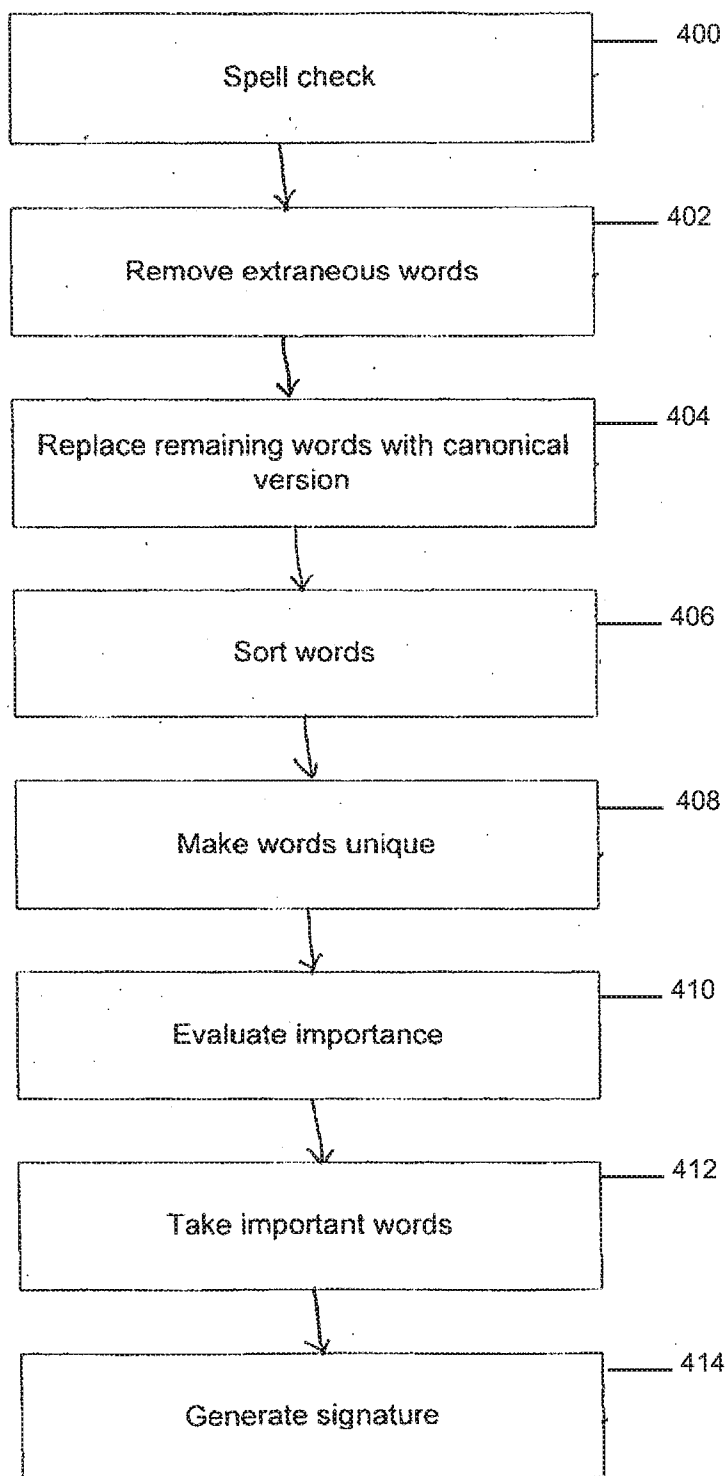 400
Spell check
402
Remove extraneous words
404
Replace remaining words with canonical
version
406
Sort words
408
Make words unique
410
Evaluate importance
412
Take important words
414
Generate signature